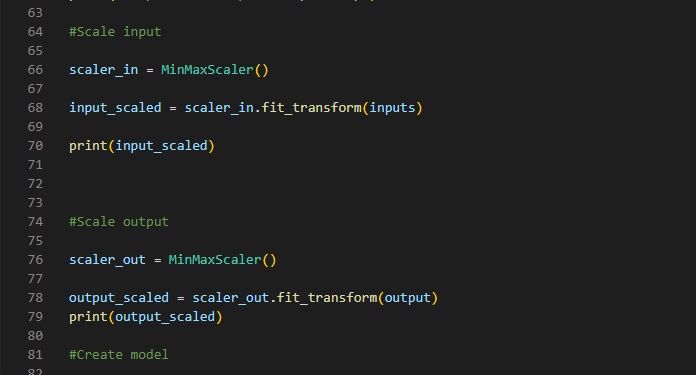 63
64 #Scale input
65
66 scaler_in = MinMaxScaler()
67
68 input_scaled = scaler_in.fit_transform(inputs)
69
70 print(input_scaled)
71
72
73
74 #Scale output
75
76 scaler_out = MinMaxScaler()
77
78 output_scaled = scaler_out.fit_transform(output)
79 print(output_scaled)
80
81 #Create model
82